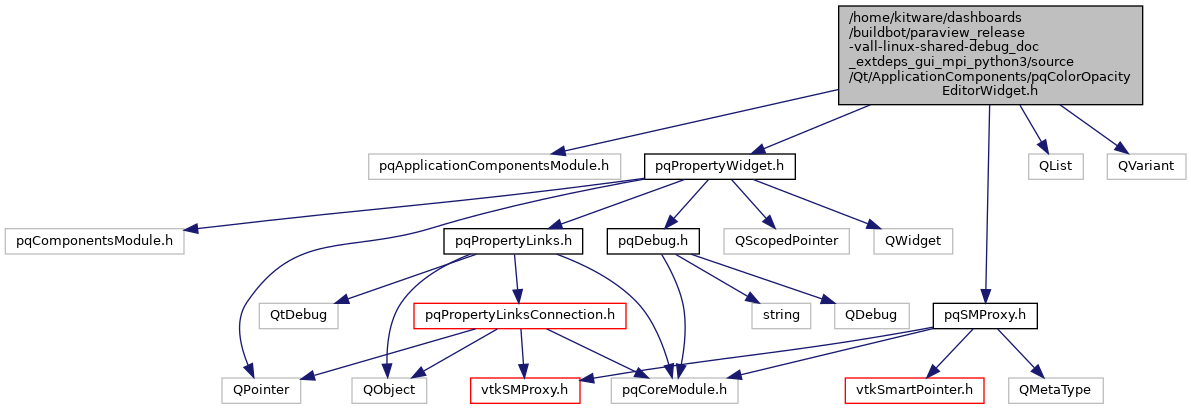 /home/kitware/dashboards
/buildbot/paraview_release
-vall-linux-shared-debug_doc
_extdeps_gui_mpi_python3/source
/Qt/ApplicationComponents/pqColorOpacity
EditorWidget.h
pqApplicationComponentsModule.h
pqPropertyWidget.h
QList
QVariant
pqComponentsModule.h
pqPropertyLinks.h
pqDebug.h
QScopedPointer
QWidget
QtDebug
pqPropertyLinksConnection.h
string
QDebug
pqSMProxy.h
QPointer
QObject
vtkSMProxy.h
pqCoreModule.h
vtkSmartPointer.h
QMetaType